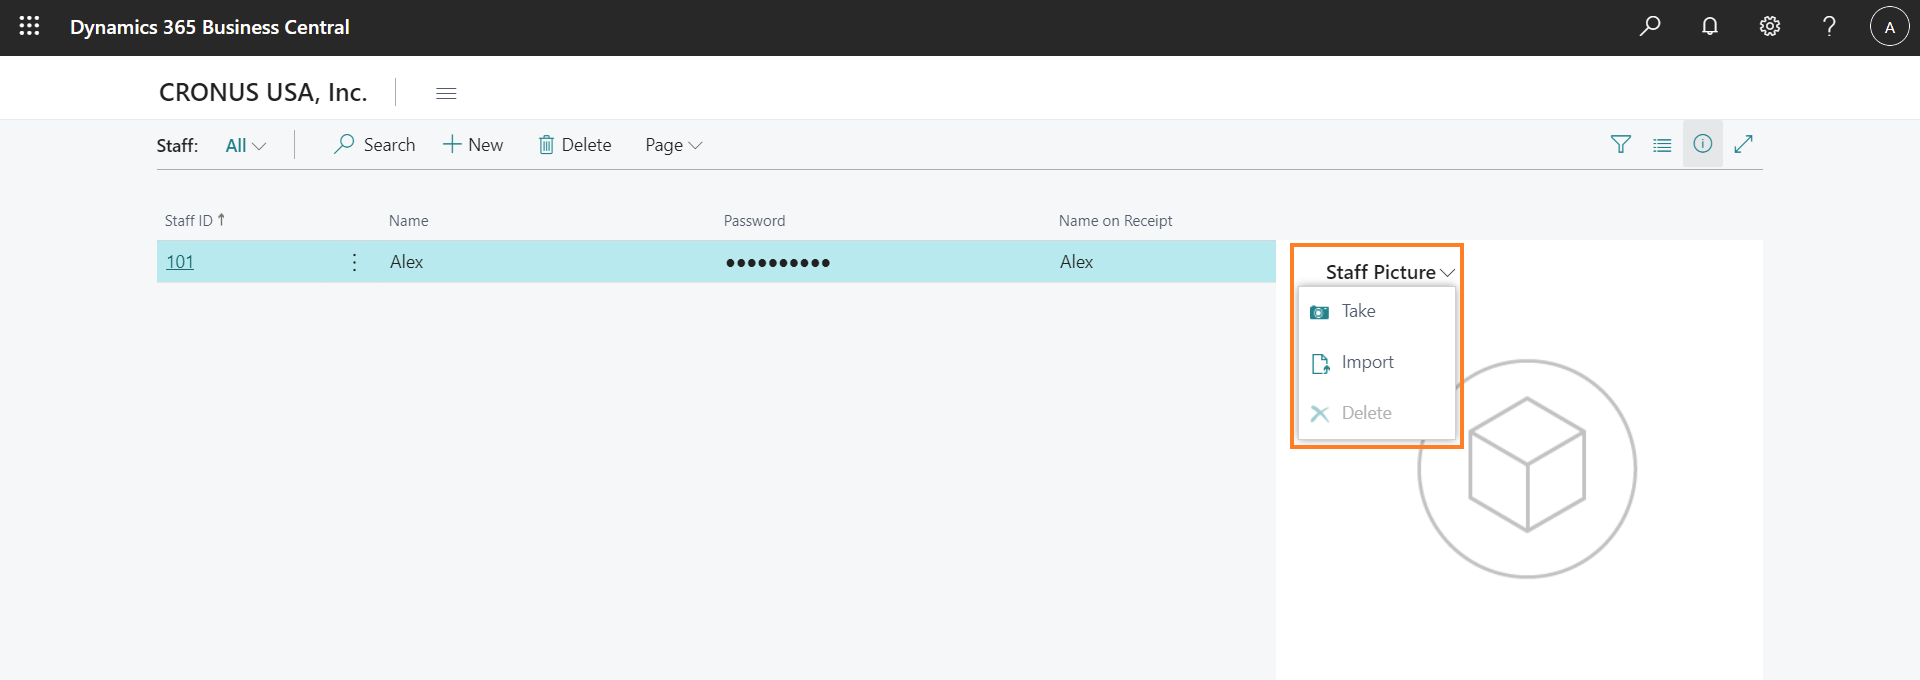 Dynamics 365 Business Central
A
CRONUS USA, Inc.
Staff: All Search New Delete Page
Staff ID ↑ Name Password Name on Receipt
101 Alex ●●●●●●●●●● Alex
Staff Picture
Take
Import
Delete